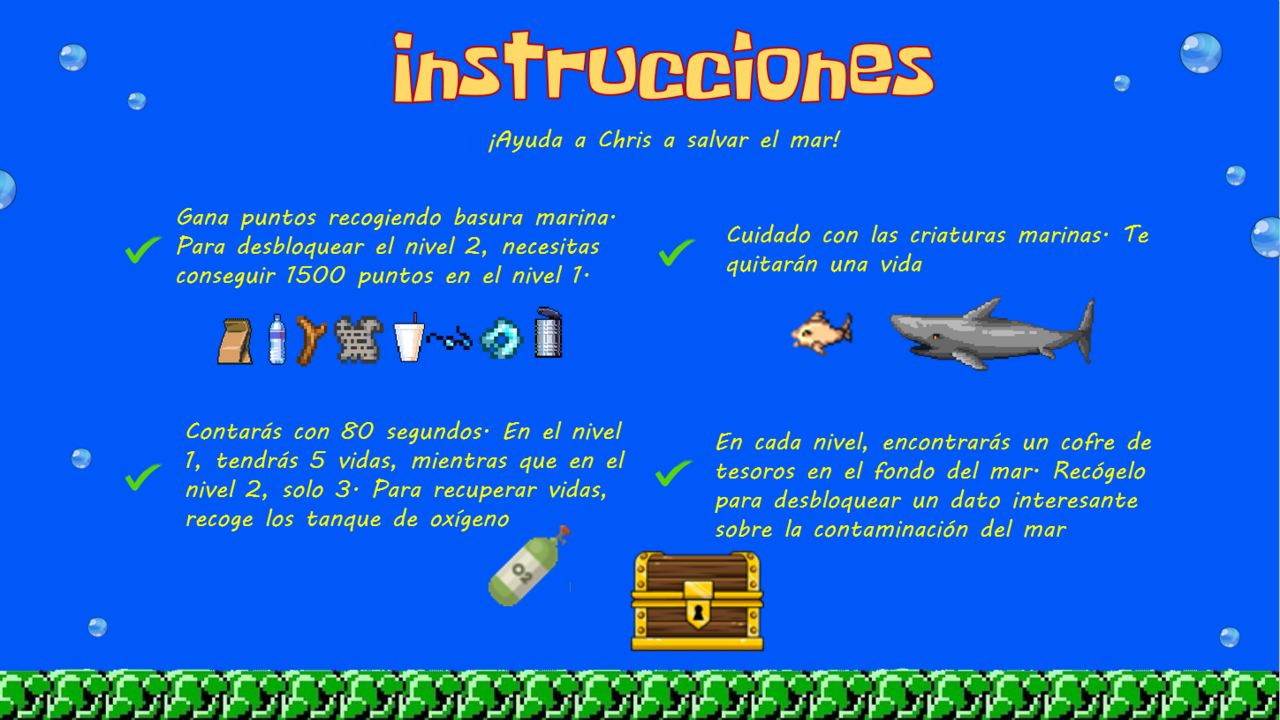 instrucciones
¡Ayuda a Chris a salvar el mar!
Gana puntos recogiendo basura marina.
Para desbloquear el nivel 2, necesitas
conseguir 1500 puntos en el nivel 1.
Cuidado con las criaturas marinas. Te
quitarán una vida
Contarás con 80 segundos. En el nivel
1, tendrás 5 vidas, mientras que en el
nivel 2, solo 3. Para recuperar vidas,
recoge los tanque de oxígeno
En cada nivel, encontrarás un cofre de
tesoros en el fondo del mar. Recógelo
para desbloquear un dato interesante
sobre la contaminación del mar
O2